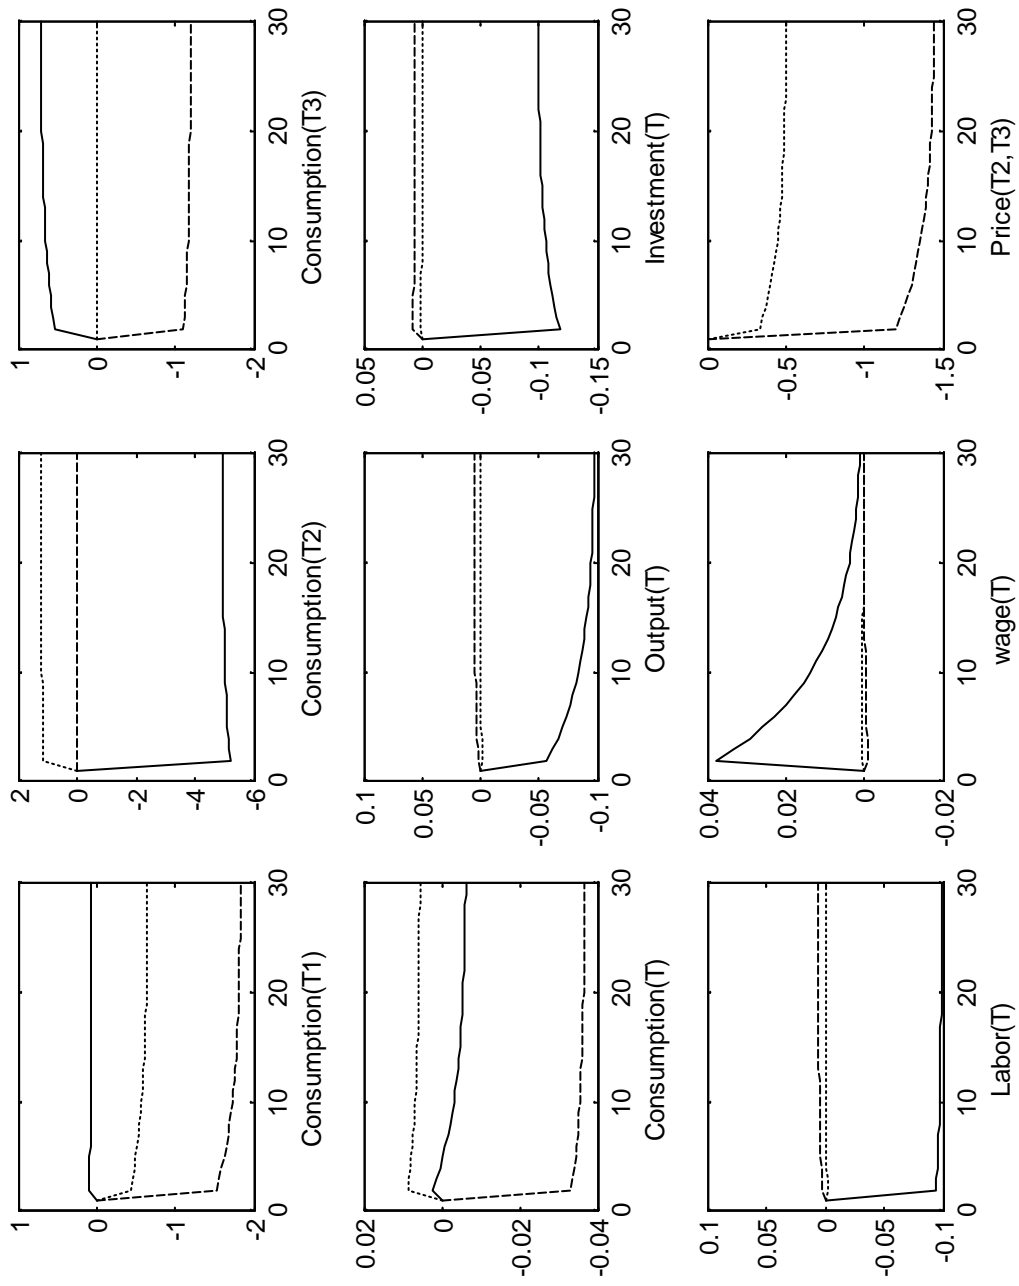 1
0
-1
-2
0 10 20 30
Consumption(T1)
2
0
-2
-4
-6
0 10 20 30
Consumption(T2)
1
0
-1
-2
0 10 20 30
Consumption(T3)
0.02
0
-0.02
-0.04
0 10 20 30
Consumption(T)
0.1
0.05
0
-0.05
-0.1
0 10 20 30
Output(T)
0.05
0
-0.05
-0.1
-0.15
0 10 20 30
Investment(T)
0.1
0.05
0
-0.05
-0.1
0 10 20 30
Labor(T)
0.04
0.02
0
-0.02
0 10 20 30
wage(T)
0
-0.5
-1
-1.5
0 10 20 30
Price(T2,T3)